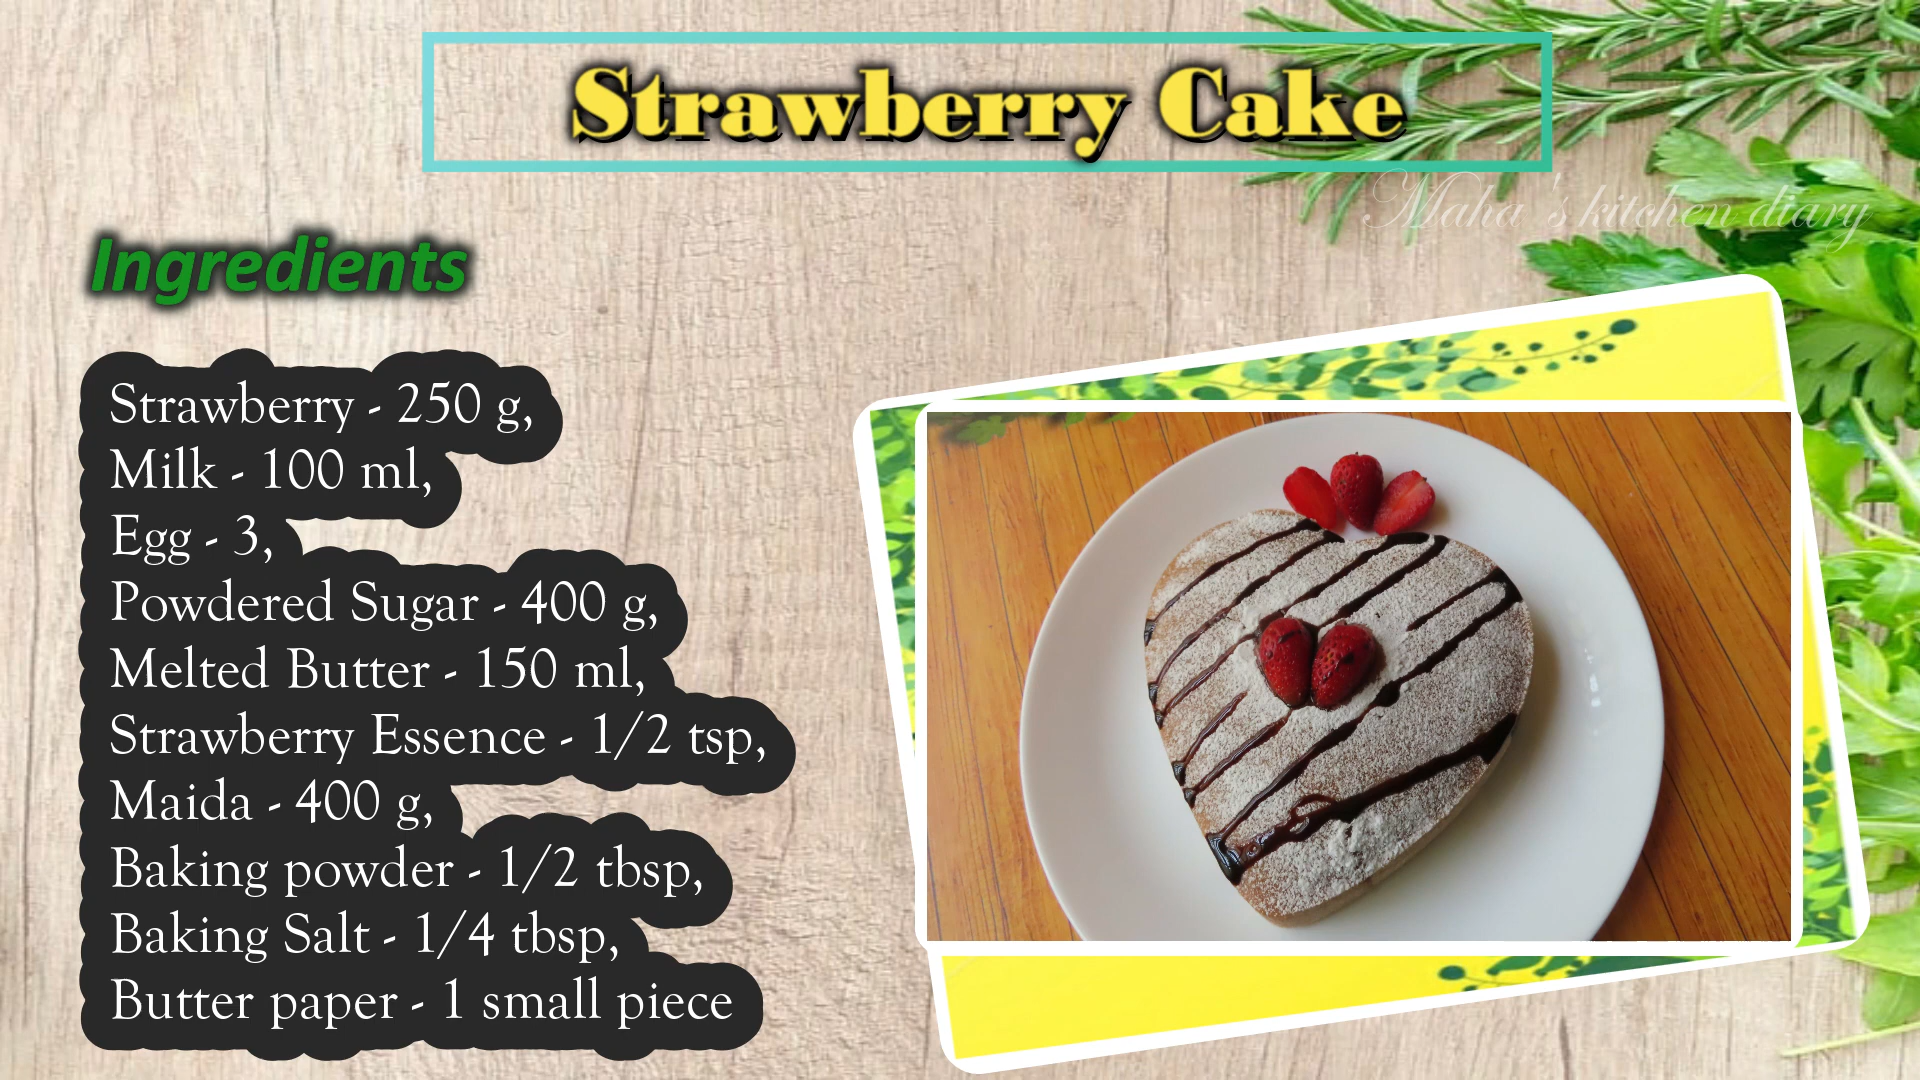 Strawberry Cake
Maha 's kitchen diary
Ingredients
Strawberry - 250 g,
Milk - 100 ml,
Egg - 3,
Powdered Sugar - 400 g,
Melted Butter - 150 ml,
Strawberry Essence - 1/2 tsp,
Maida - 400 g,
Baking powder - 1/2 tbsp,
Baking Salt - 1/4 tbsp,
Butter paper - 1 small piece